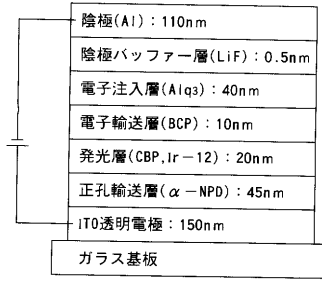 陰極(Al)：110nm
陰極バッファー層(LiF)：0.5nm
電子注入層(Alq3)：40nm
電子輸送層(BCP)：10nm
発光層(CBP,Ir－12)：20nm
正孔輸送層(α－NPD)：45nm
ITO透明電極：150nm
ガラス基板